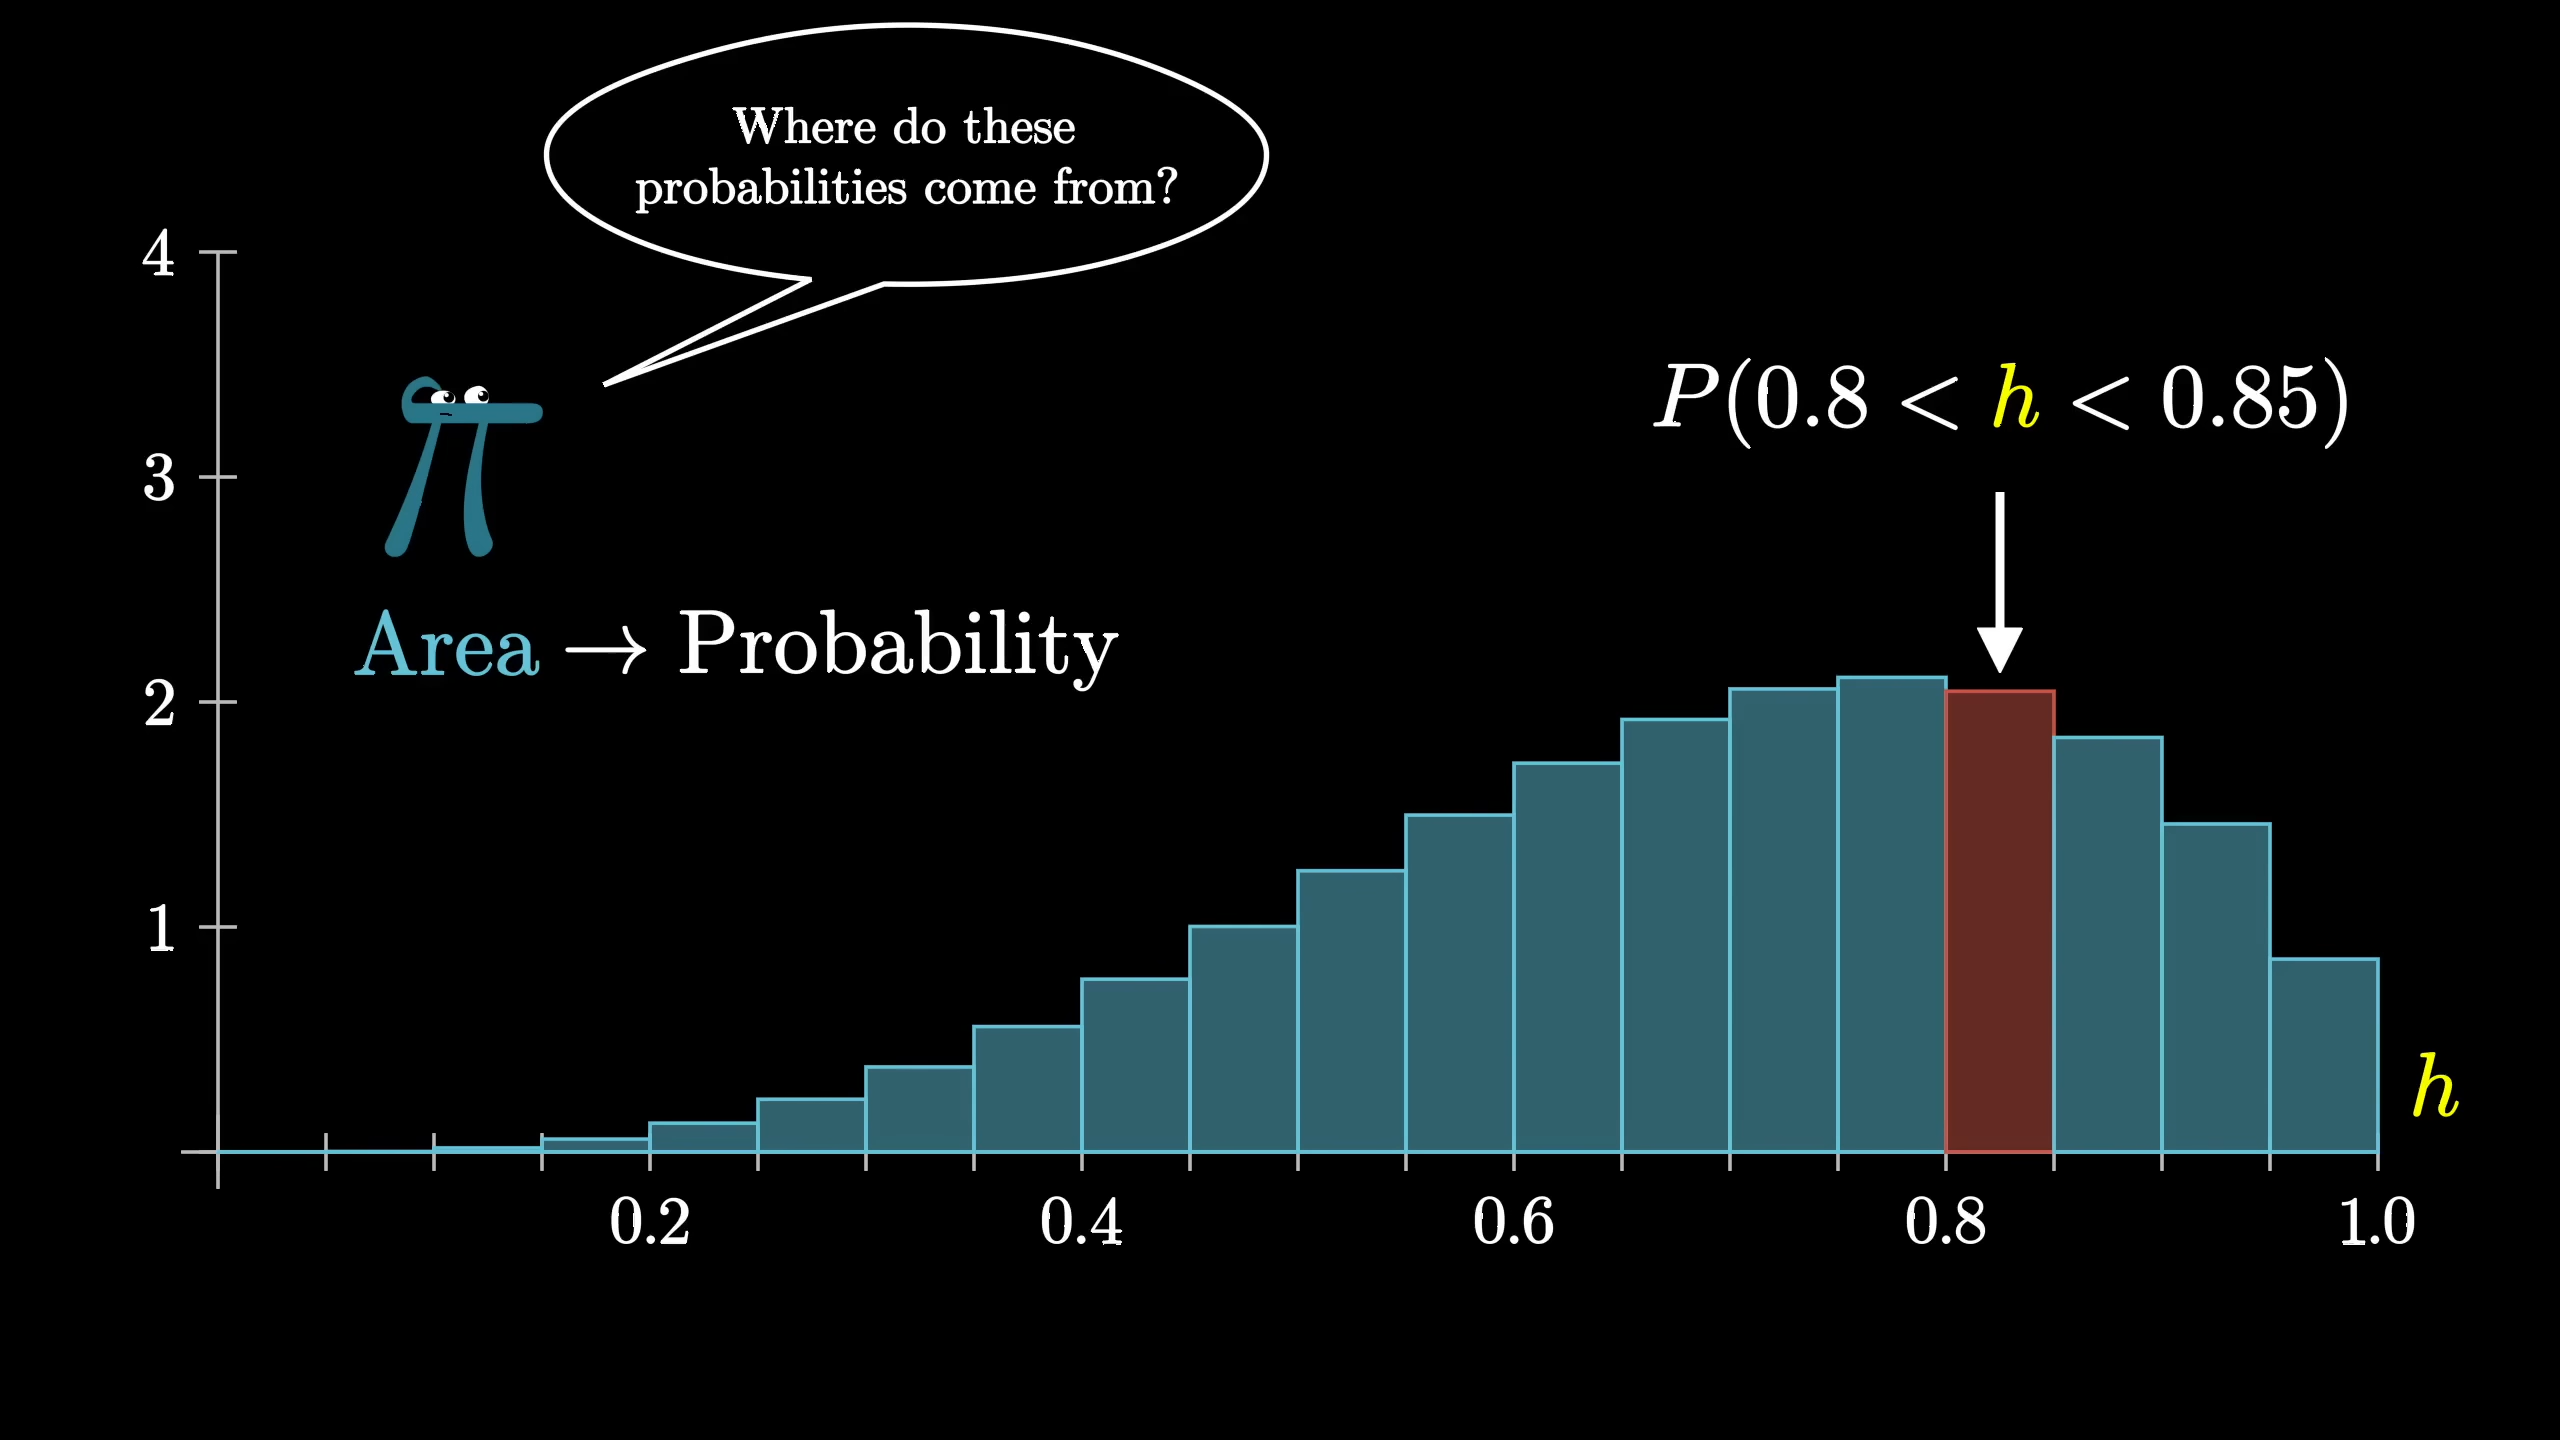 Where do these
probabilities come from?
4
P(0.8 < h < 0.85)
3
Area → Probability
2
1
h
0.2 0.4 0.6 0.8 1.0